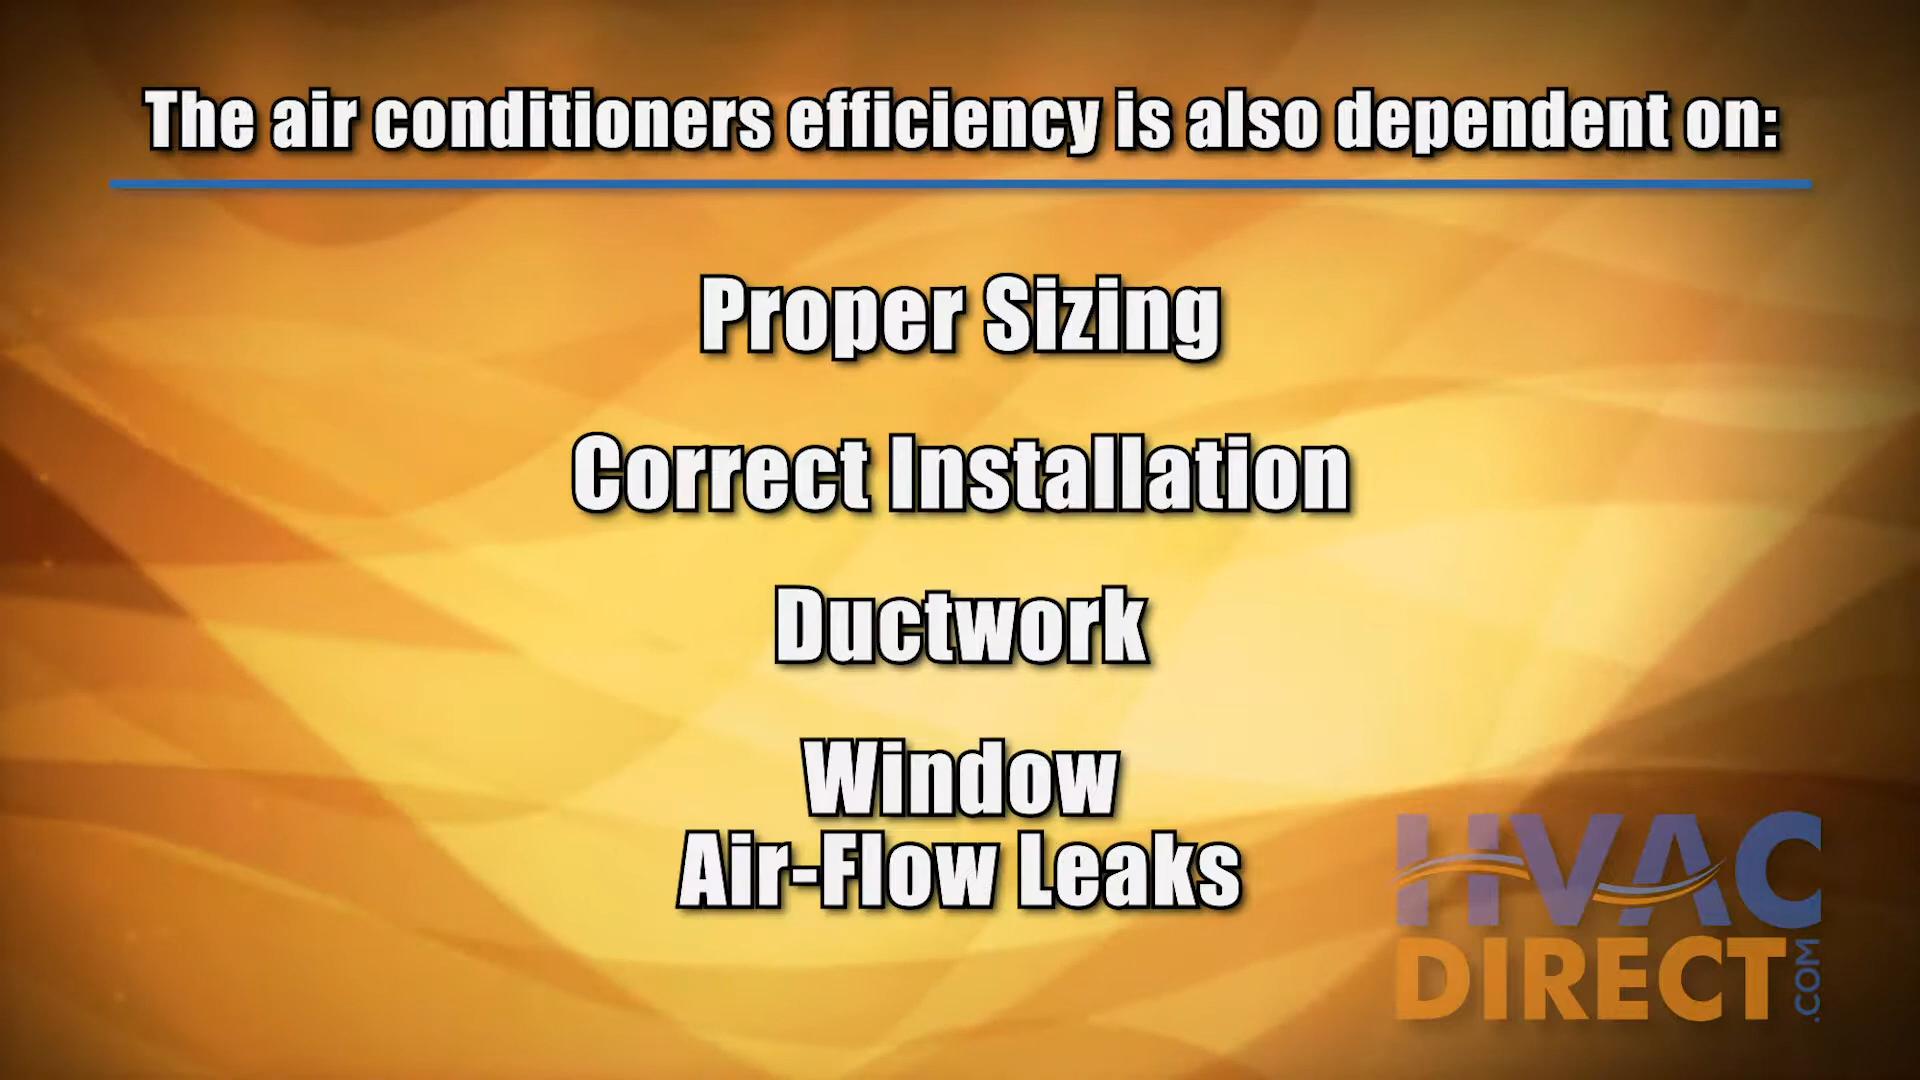 The air conditioners efficiency is also dependent on:
Proper Sizing
Correct Installation
Ductwork
Window
Air-Flow Leaks
HVAC
DIRECT
.COM